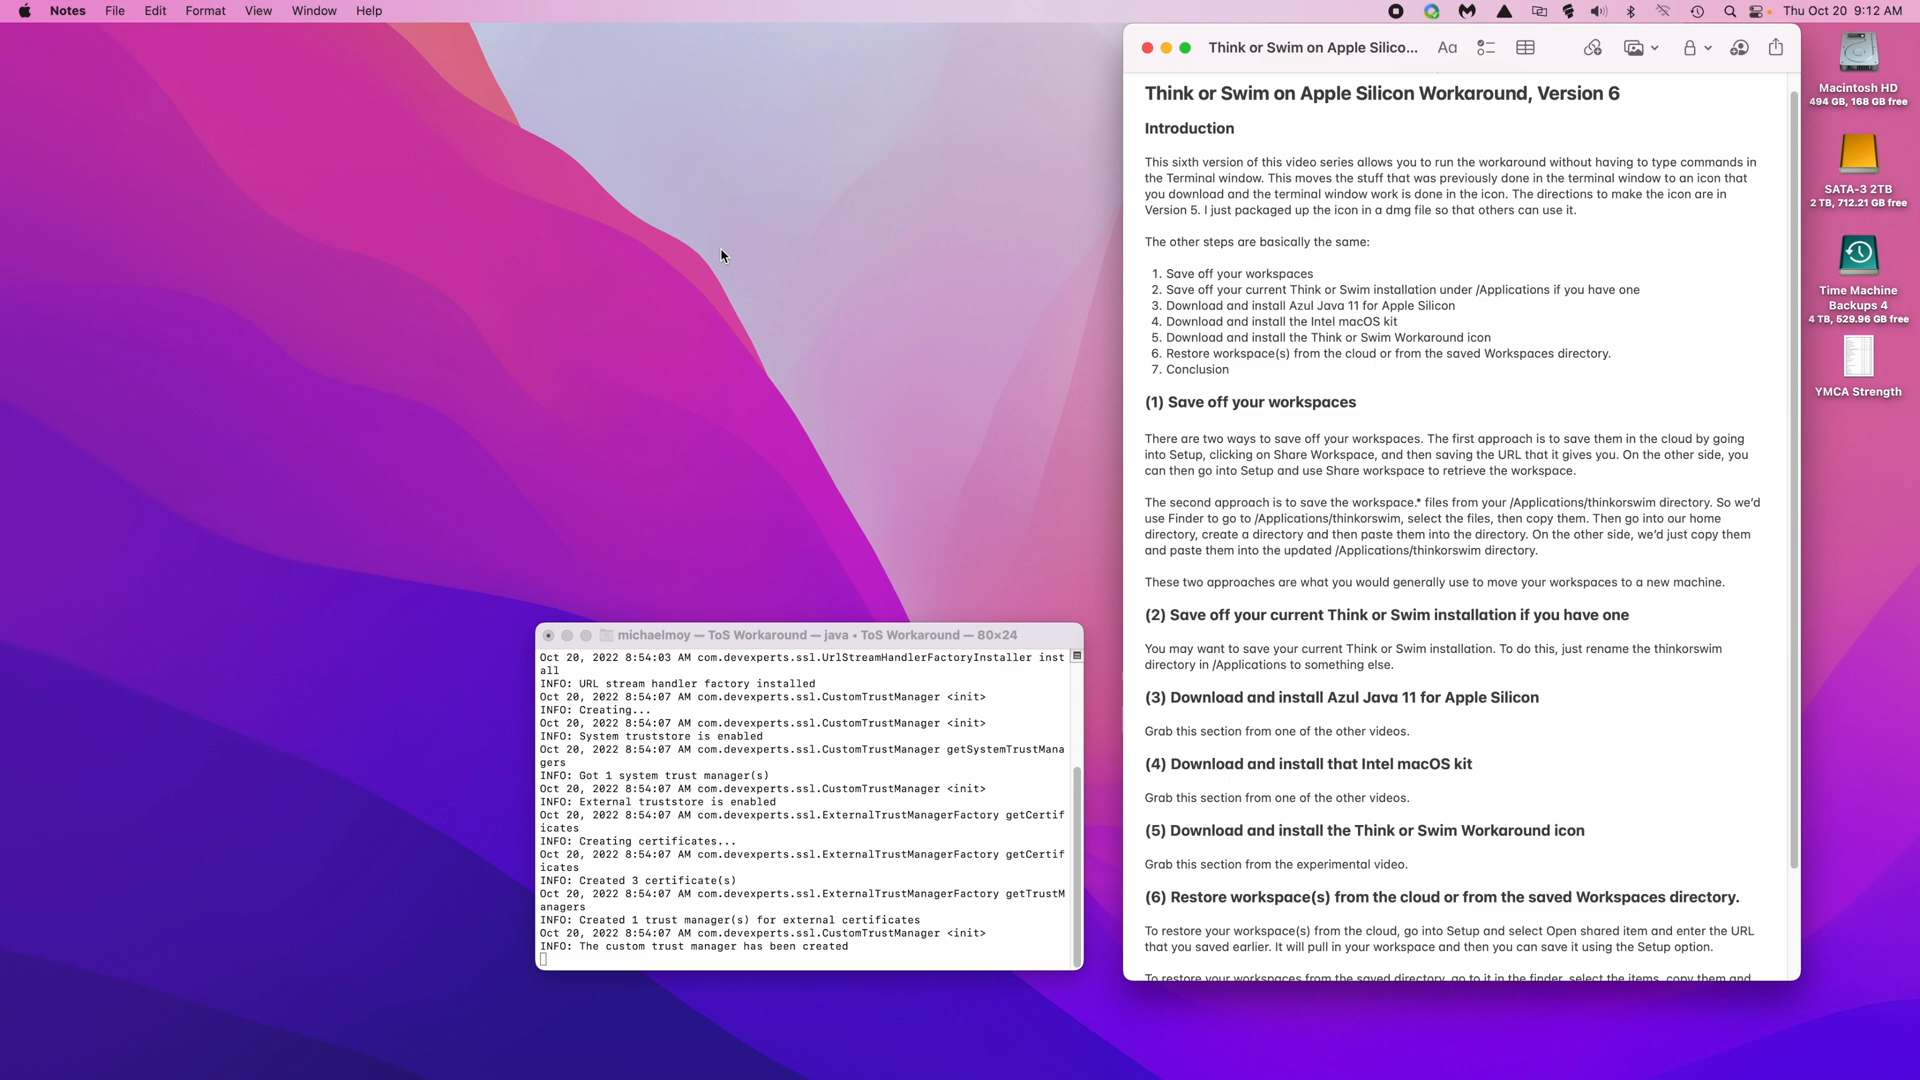 Notes File Edit Format View Window Help Thu Oct 20 9:12 AM
michaelmoy — ToS Workaround — java ◂ ToS Workaround — 80×24
Oct 20, 2022 8:54:03 AM com.devexperts.ssl.UrlStreamHandlerFactoryInstaller inst
all
INFO: URL stream handler factory installed
Oct 20, 2022 8:54:07 AM com.devexperts.ssl.CustomTrustManager <init>
INFO: Creating...
Oct 20, 2022 8:54:07 AM com.devexperts.ssl.CustomTrustManager <init>
INFO: System truststore is enabled
Oct 20, 2022 8:54:07 AM com.devexperts.ssl.CustomTrustManager getSystemTrustMana
gers
INFO: Got 1 system trust manager(s)
Oct 20, 2022 8:54:07 AM com.devexperts.ssl.CustomTrustManager <init>
INFO: External truststore is enabled
Oct 20, 2022 8:54:07 AM com.devexperts.ssl.ExternalTrustManagerFactory getCertif
icates
INFO: Creating certificates...
Oct 20, 2022 8:54:07 AM com.devexperts.ssl.ExternalTrustManagerFactory getCertif
icates
INFO: Created 3 certificate(s)
Oct 20, 2022 8:54:07 AM com.devexperts.ssl.ExternalTrustManagerFactory getTrustM
anagers
INFO: Created 1 trust manager(s) for external certificates
Oct 20, 2022 8:54:07 AM com.devexperts.ssl.CustomTrustManager <init>
INFO: The custom trust manager has been created
Think or Swim on Apple Silico... Aa
Think or Swim on Apple Silicon Workaround, Version 6
Introduction
This sixth version of this video series allows you to run the workaround without having to type commands in
the Terminal window. This moves the stuff that was previously done in the terminal window to an icon that
you download and the terminal window work is done in the icon. The directions to make the icon are in
Version 5. I just packaged up the icon in a dmg file so that others can use it.
The other steps are basically the same:
1. Save off your workspaces
2. Save off your current Think or Swim installation under /Applications if you have one
3. Download and install Azul Java 11 for Apple Silicon
4. Download and install the Intel macOS kit
5. Download and install the Think or Swim Workaround icon
6. Restore workspace(s) from the cloud or from the saved Workspaces directory.
7. Conclusion
(1) Save off your workspaces
There are two ways to save off your workspaces. The first approach is to save them in the cloud by going
into Setup, clicking on Share Workspace, and then saving the URL that it gives you. On the other side, you
can then go into Setup and use Share workspace to retrieve the workspace.
The second approach is to save the workspace.* files from your /Applications/thinkorswim directory. So we'd
use Finder to go to /Applications/thinkorswim, select the files, then copy them. Then go into our home
directory, create a directory and then paste them into the directory. On the other side, we'd just copy them
and paste them into the updated /Applications/thinkorswim directory.
These two approaches are what you would generally use to move your workspaces to a new machine.
(2) Save off your current Think or Swim installation if you have one
You may want to save your current Think or Swim installation. To do this, just rename the thinkorswim
directory in /Applications to something else.
(3) Download and install Azul Java 11 for Apple Silicon
Grab this section from one of the other videos.
(4) Download and install that Intel macOS kit
Grab this section from one of the other videos.
(5) Download and install the Think or Swim Workaround icon
Grab this section from the experimental video.
(6) Restore workspace(s) from the cloud or from the saved Workspaces directory.
To restore your workspace(s) from the cloud, go into Setup and select Open shared item and enter the URL
that you saved earlier. It will pull in your workspace and then you can save it using the Setup option.
To restore your workspaces from the saved directory, go to it in the finder, select the items, copy them and
Macintosh HD
494 GB, 168 GB free
SATA-3 2TB
2 TB, 712.21 GB free
Time Machine
Backups 4
4 TB, 529.96 GB free
YMCA Strength